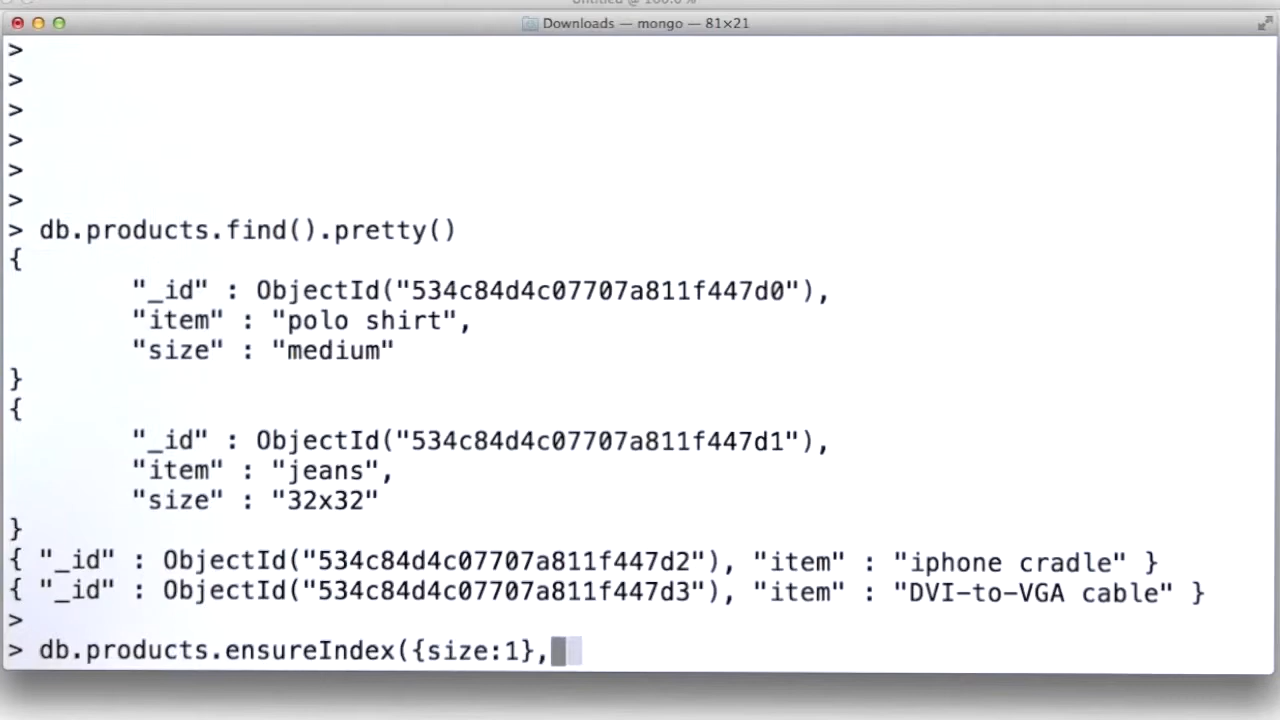 Downloads — mongo — 81×21
>
>
>
>
>
>
> db.products.find().pretty()
{
"_id" : ObjectId("534c84d4c07707a811f447d0"),
"item" : "polo shirt",
"size" : "medium"
}
{
"_id" : ObjectId("534c84d4c07707a811f447d1"),
"item" : "jeans",
"size" : "32x32"
}
{ "_id" : ObjectId("534c84d4c07707a811f447d2"), "item" : "iphone cradle" }
{ "_id" : ObjectId("534c84d4c07707a811f447d3"), "item" : "DVI-to-VGA cable" }
>
> db.products.ensureIndex({size:1},